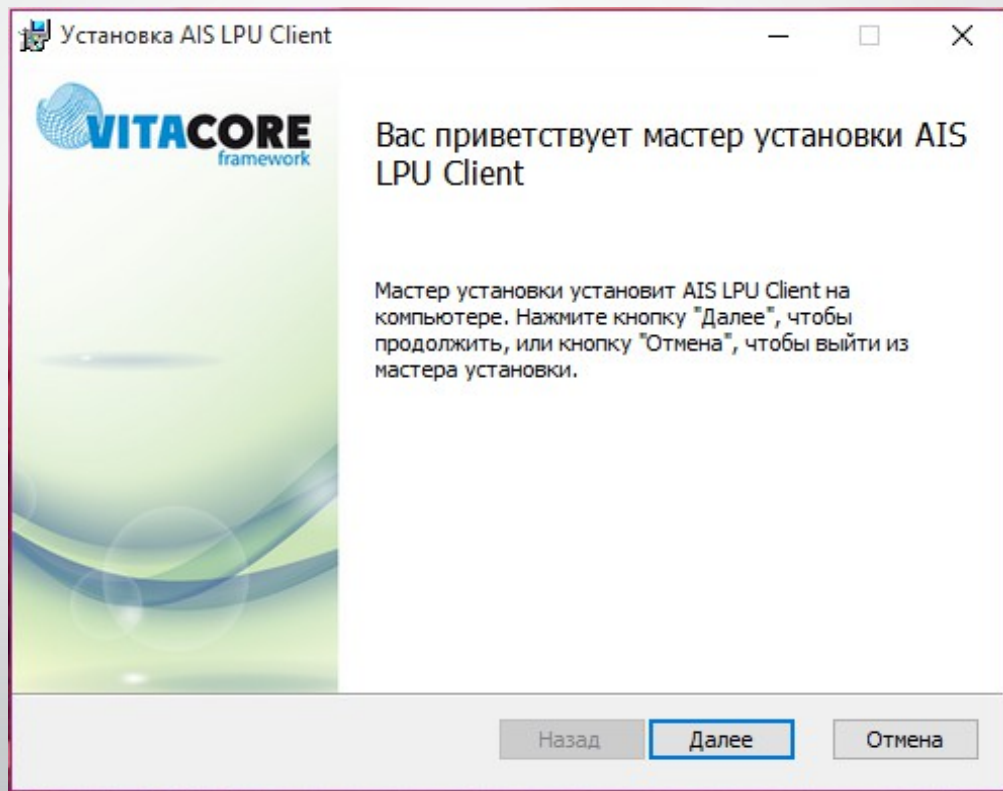 Установка AIS LPU Client
VITACORE
framework
Вас приветствует мастер установки AIS
LPU Client
Мастер установки установит AIS LPU Client на
компьютере. Нажмите кнопку "Далее", чтобы
продолжить, или кнопку "Отмена", чтобы выйти из
мастера установки.
Назад
Далее
Отмена